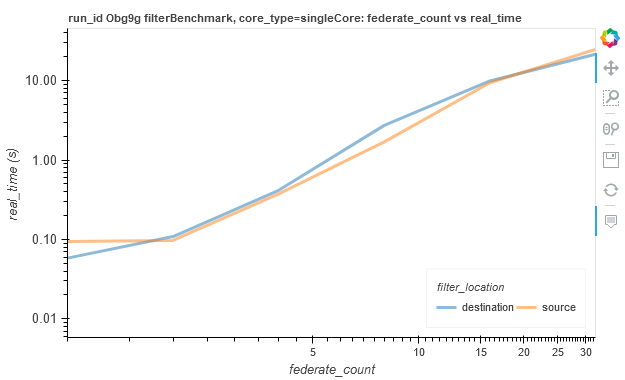 run_id Obg9g filterBenchmark, core_type=singleCore: federate_count vs real_time
10.00
1.00
0.10
0.01
real_time (s)
filter_location
destination
source
5
10
15
20
25
30
federate_count